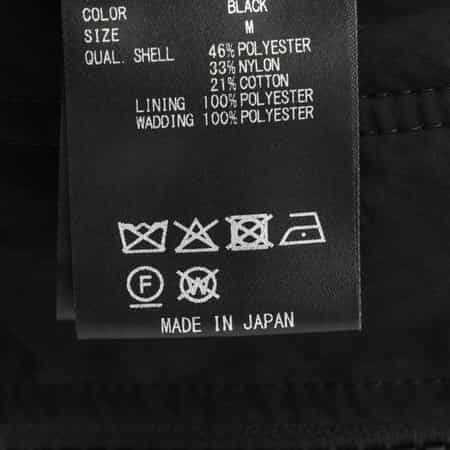 COLOR BLACK
SIZE M
QUAL. SHELL 46% POLYESTER
33% NYLON
21% COTTON
LINING 100% POLYESTER
WADDING 100% POLYESTER
F W
MADE IN JAPAN